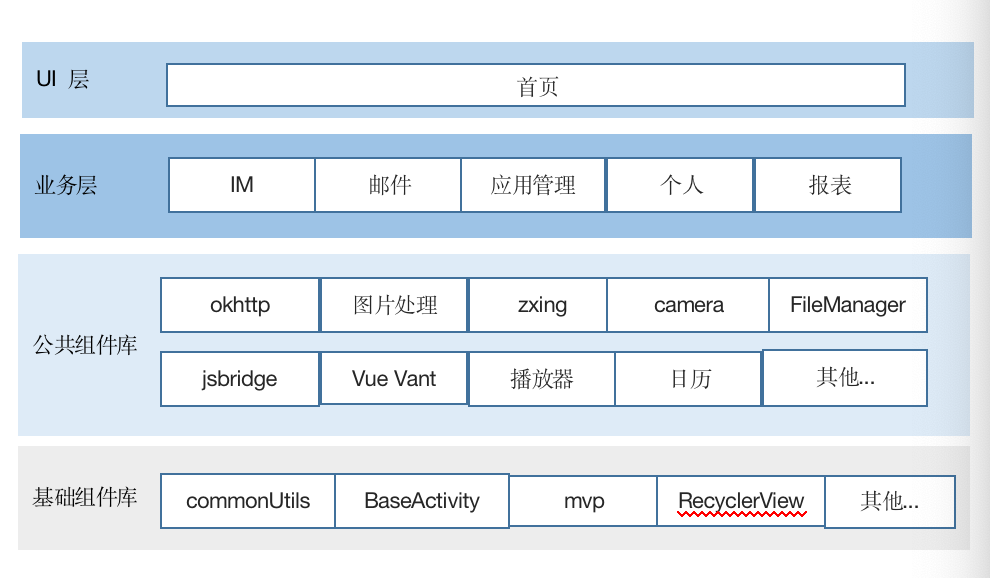 UI 层
首页
业务层
IM 邮件 应用管理 个人 报表
公共组件库
okhttp 图片处理 zxing camera FileManager
jsbridge Vue Vant 播放器 日历 其他...
基础组件库
commonUtils BaseActivity mvp RecyclerView 其他...